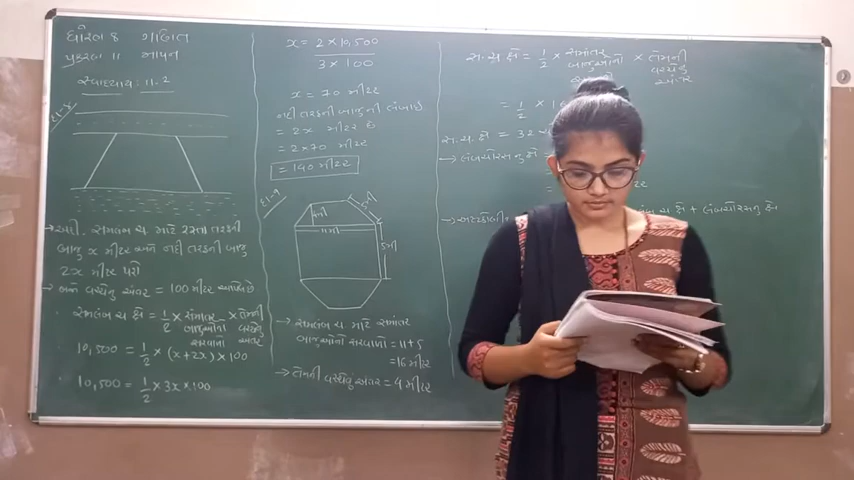 ધોરણ 8 ગણિત
પ્રકરણ 11 માપન
સ્વાધ્યાય : 11.2
→ અહી સમલંબ ચ માટે રસ્તા તરફની
બાજુ x મીટર અને નદી તરફની બાજુ
2x મીટર ધારો
→ બન્ને વચ્ચેનુ અંતર = 100 મીટર આપેલ છે
સમલંબ ચ ક્ષે = 1/2 × સમાંતર બાજુઓના સરવાળા × તેમની વચ્ચેનુ અંતર
10,500 = 1/2 × (x+2x) × 100
10,500 = 1/2 × 3x × 100
x = 2 × 10,500
3 × 100
x = 70 મીટર
નદી તરફની બાજુની લંબાઈ
= 2x મીટર છે
= 2×70 મીટર
= 140 મીટર
4મી
5મી
11મી
5મી
→ સમલંબ ચ માટે સમાંતર
બાજુઓનો સરવાળો = 11+5
= 16 મીટર
→ તેમની વચ્ચેનું અંતર = 4 મીટર
સ.ચ ક્ષે = 1/2 × સમાંતર બાજુઓનો × તેમની વચ્ચેનુ અંતર
= 1/2 × 1
સ.ચ. ક્ષે = 32
→ લંબચોરસનુ ક્ષે
ચ ક્ષે + લંબચોરસનુ ક્ષે